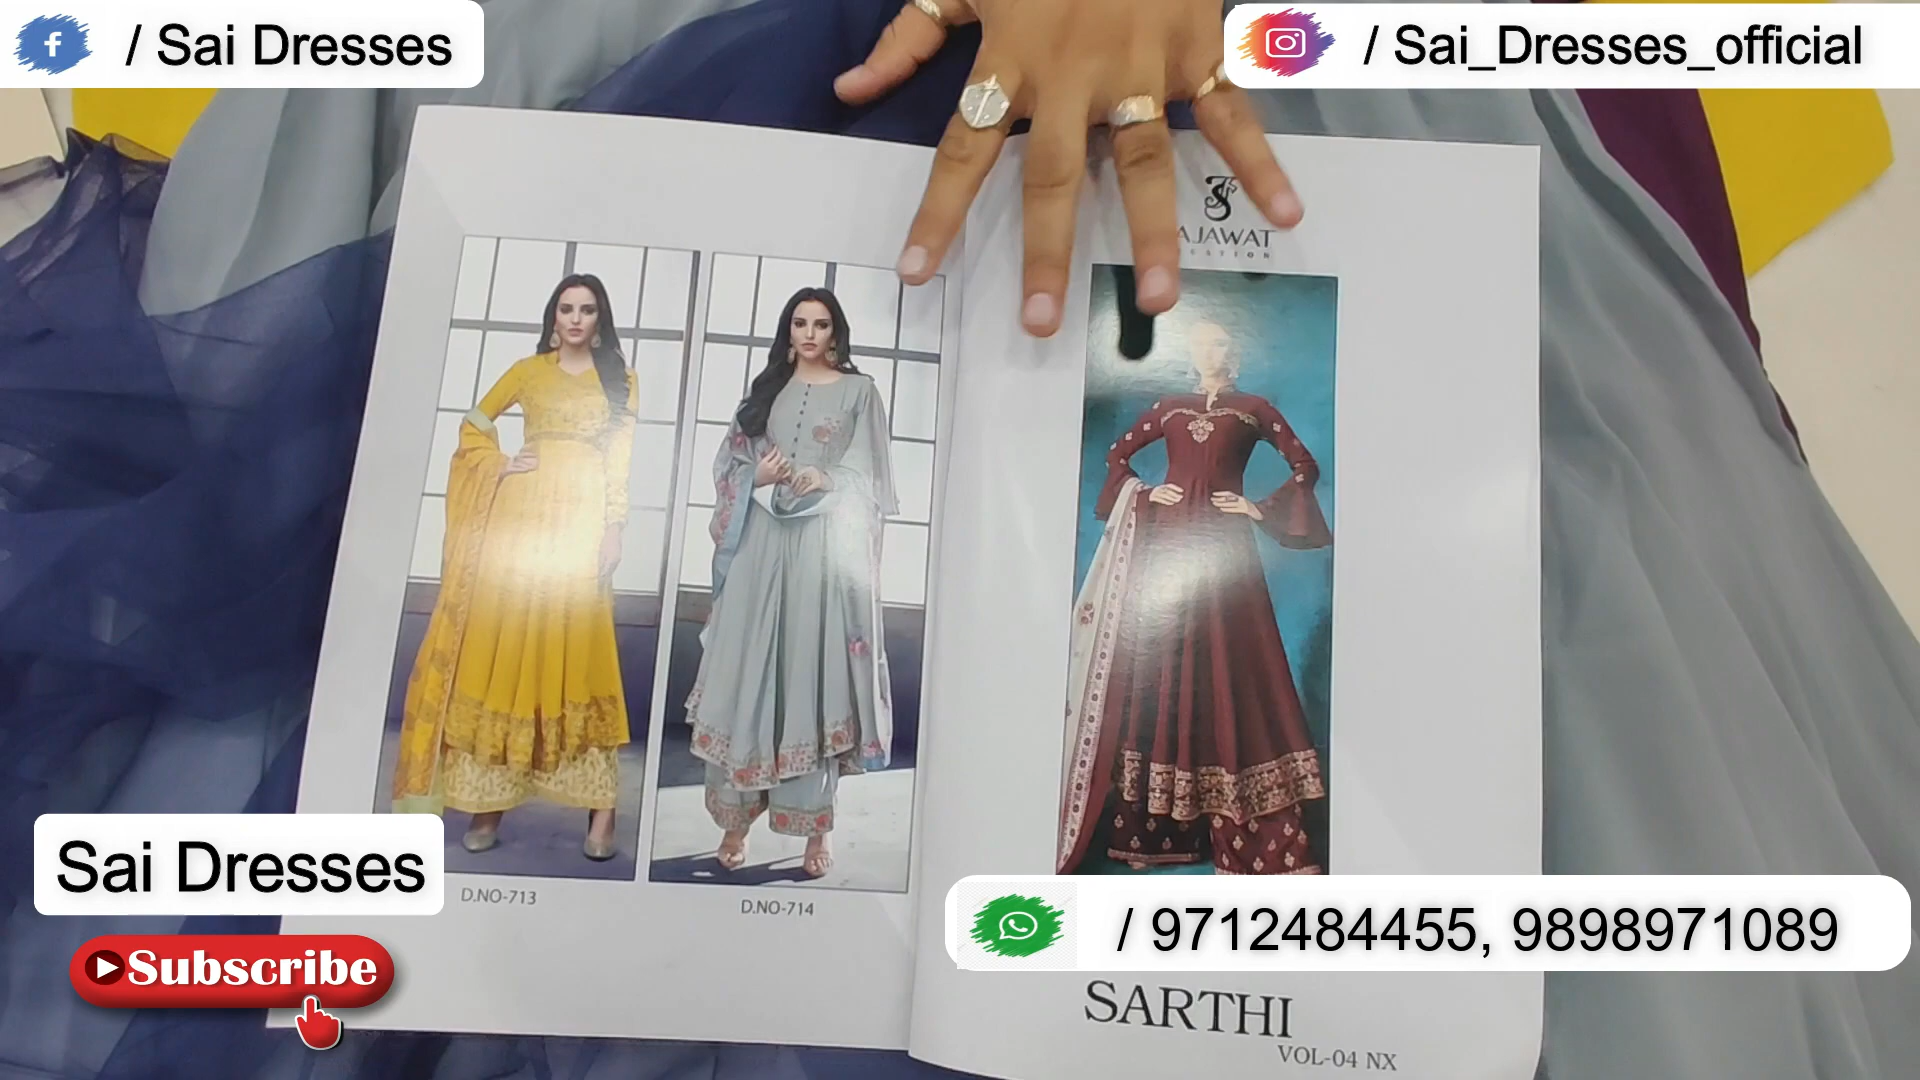 / Sai Dresses
/ Sai_Dresses_official
AJAWAT
D.NO-713
D.NO-714
Sai Dresses
Subscribe
/ 9712484455, 9898971089
SARTHI
VOL-04 NX